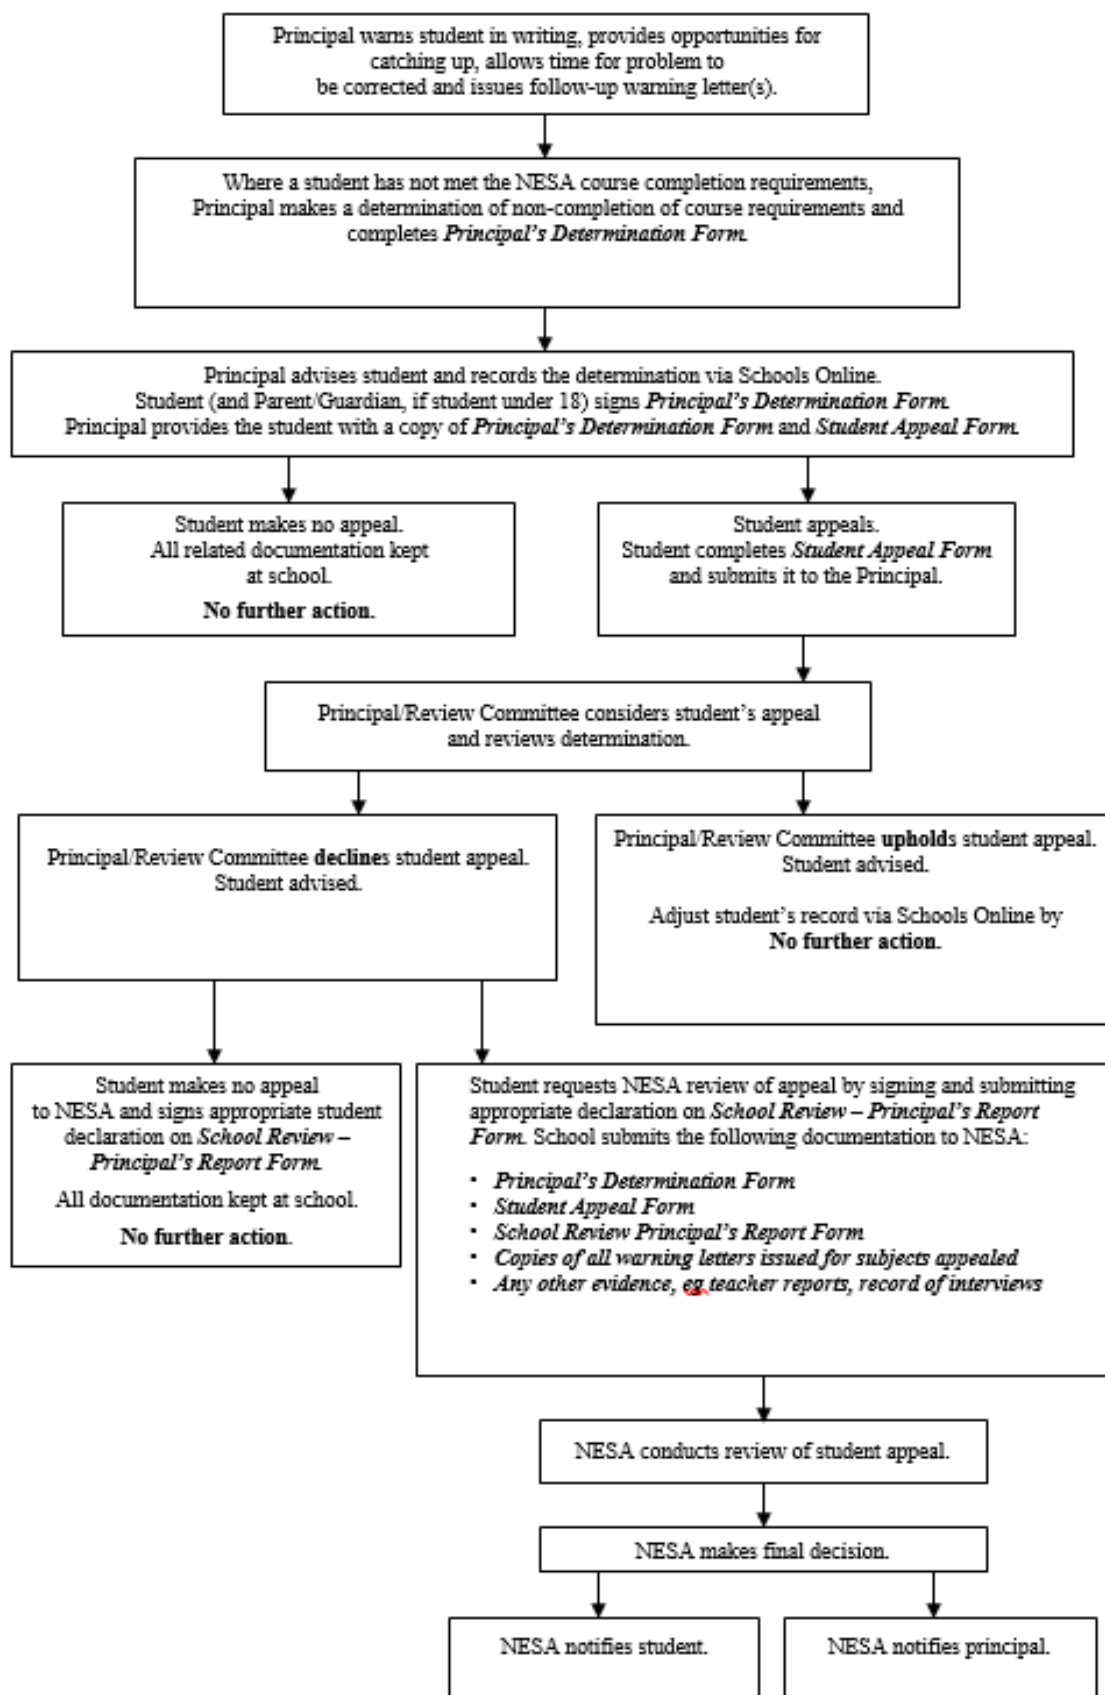 Principal warns student in writing, provides opportunities for
catching up, allows time for problem to
be corrected and issues follow-up warning letter(s).
Where a student has not met the NESA course completion requirements,
Principal makes a determination of non-completion of course requirements and
completes Principal's Determination Form.
Principal advises student and records the determination via Schools Online.
Student (and Parent/Guardian, if student under 18) signs Principal's Determination Form.
Principal provides the student with a copy of Principal's Determination Form and Student Appeal Form.
Student makes no appeal.
All related documentation kept
at school.
No further action.
Student appeals.
Student completes Student Appeal Form
and submits it to the Principal.
Principal/Review Committee considers student's appeal
and reviews determination.
Principal/Review Committee declines student appeal.
Student advised.
Principal/Review Committee upholds student appeal.
Student advised.
Adjust student's record via Schools Online by
No further action.
Student makes no appeal
to NESA and signs appropriate student
declaration on School Review –
Principal's Report Form.
All documentation kept at school.
No further action.
Student requests NESA review of appeal by signing and submitting
appropriate declaration on School Review – Principal's Report
Form. School submits the following documentation to NESA:
• Principal's Determination Form
• Student Appeal Form
• School Review Principal's Report Form
• Copies of all warning letters issued for subjects appealed
• Any other evidence, eg teacher reports, record of interviews
NESA conducts review of student appeal.
NESA makes final decision.
NESA notifies student.
NESA notifies principal.